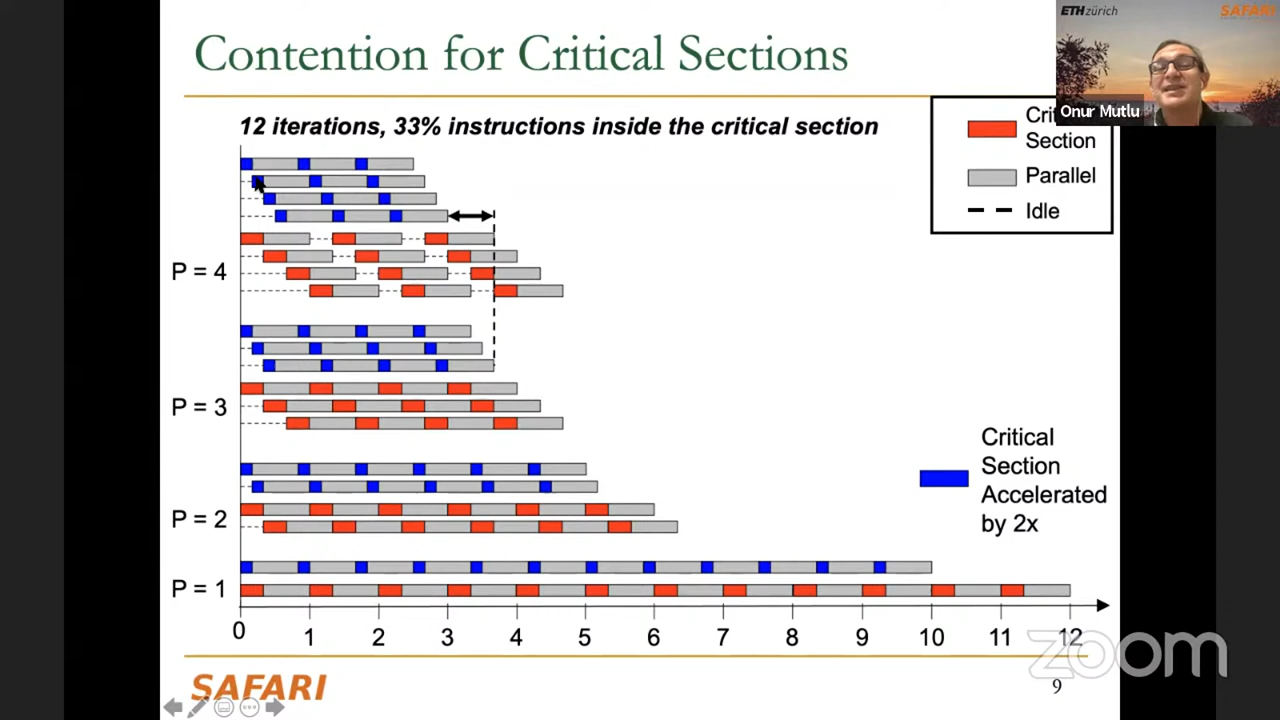 Contention for Critical Sections
ETH zürich
SAFARI
Onur Mutlu
12 iterations, 33% instructions inside the critical section
Section
Parallel
Idle
P = 4
P = 3
P = 2
P = 1
Critical
Section
Accelerated
by 2x
0 1 2 3 4 5 6 7 8 9 10 11 12
zoom
SAFARI
9